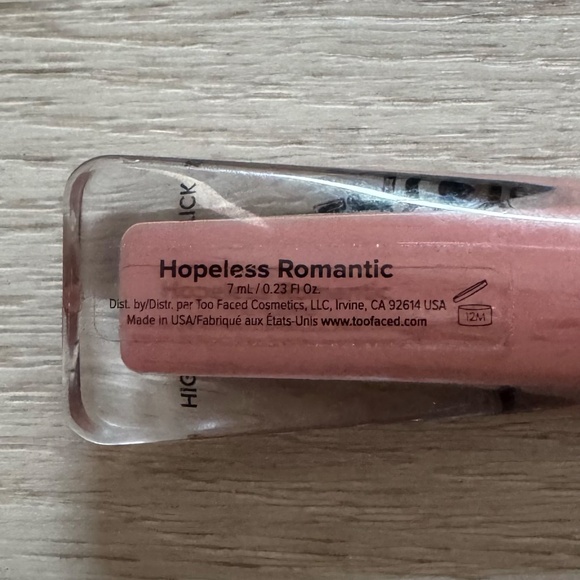 Hopeless Romantic
7 mL / 0.23 Fl Oz.
Dist. by/Distr. par Too Faced Cosmetics, LLC, Irvine, CA 92614 USA
Made in USA/Fabriqué aux États-Unis www.toofaced.com
12M